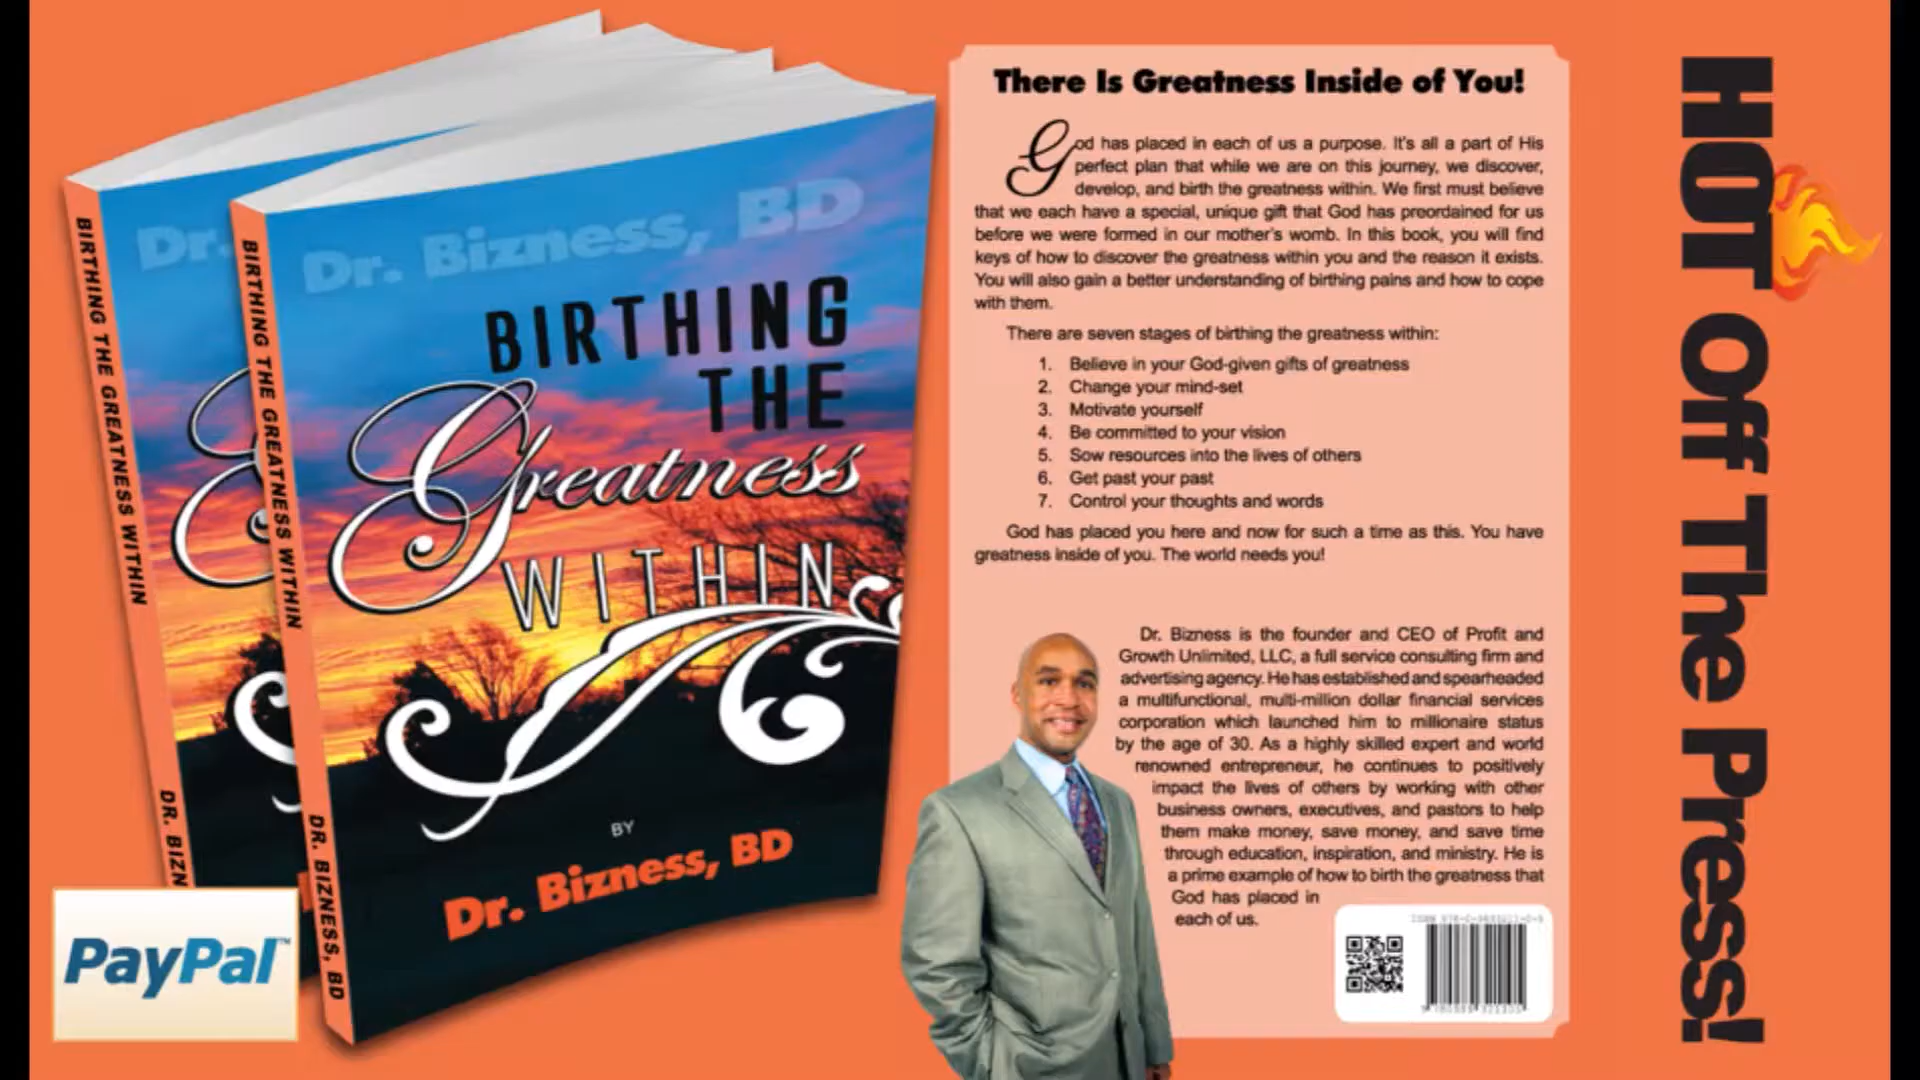 Dr. Bizness, BD
BIRTHING
THE
Greatness
WITHIN
BY
Dr. Bizness, BD
BIRTHING THE GREATNESS WITHIN
DR. BIZNESS, BD
Dr.
BIRTHING THE GREATNESS WITHIN
DR. BIZN
PayPal™
There Is Greatness Inside of You!
God has placed in each of us a purpose. It's all a part of His
perfect plan that while we are on this journey, we discover,
develop, and birth the greatness within. We first must believe
that we each have a special, unique gift that God has preordained for us
before we were formed in our mother's womb. In this book, you will find
keys of how to discover the greatness within you and the reason it exists.
You will also gain a better understanding of birthing pains and how to cope
with them.
There are seven stages of birthing the greatness within:
1. Believe in your God-given gifts of greatness
2. Change your mind-set
3. Motivate yourself
4. Be committed to your vision
5. Sow resources into the lives of others
6. Get past your past
7. Control your thoughts and words
God has placed you here and now for such a time as this. You have
greatness inside of you. The world needs you!
Dr. Bizness is the founder and CEO of Profit and
Growth Unlimited, LLC, a full service consulting firm and
advertising agency. He has established and spearheaded
a multifunctional, multi-million dollar financial services
corporation which launched him to millionaire status
by the age of 30. As a highly skilled expert and world
renowned entrepreneur, he continues to positively
impact the lives of others by working with other
business owners, executives, and pastors to help
them make money, save money, and save time
through education, inspiration, and ministry. He is
a prime example of how to birth the greatness that
God has placed in
each of us.
HOT Off The Press!